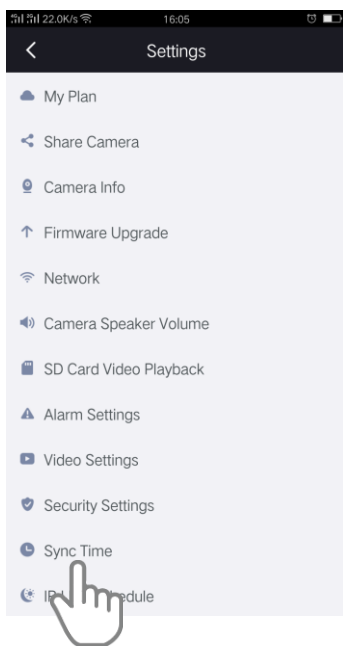 22.0K/s 16:05
Settings
My Plan
Share Camera
Camera Info
Firmware Upgrade
Network
Camera Speaker Volume
SD Card Video Playback
Alarm Settings
Video Settings
Security Settings
Sync Time